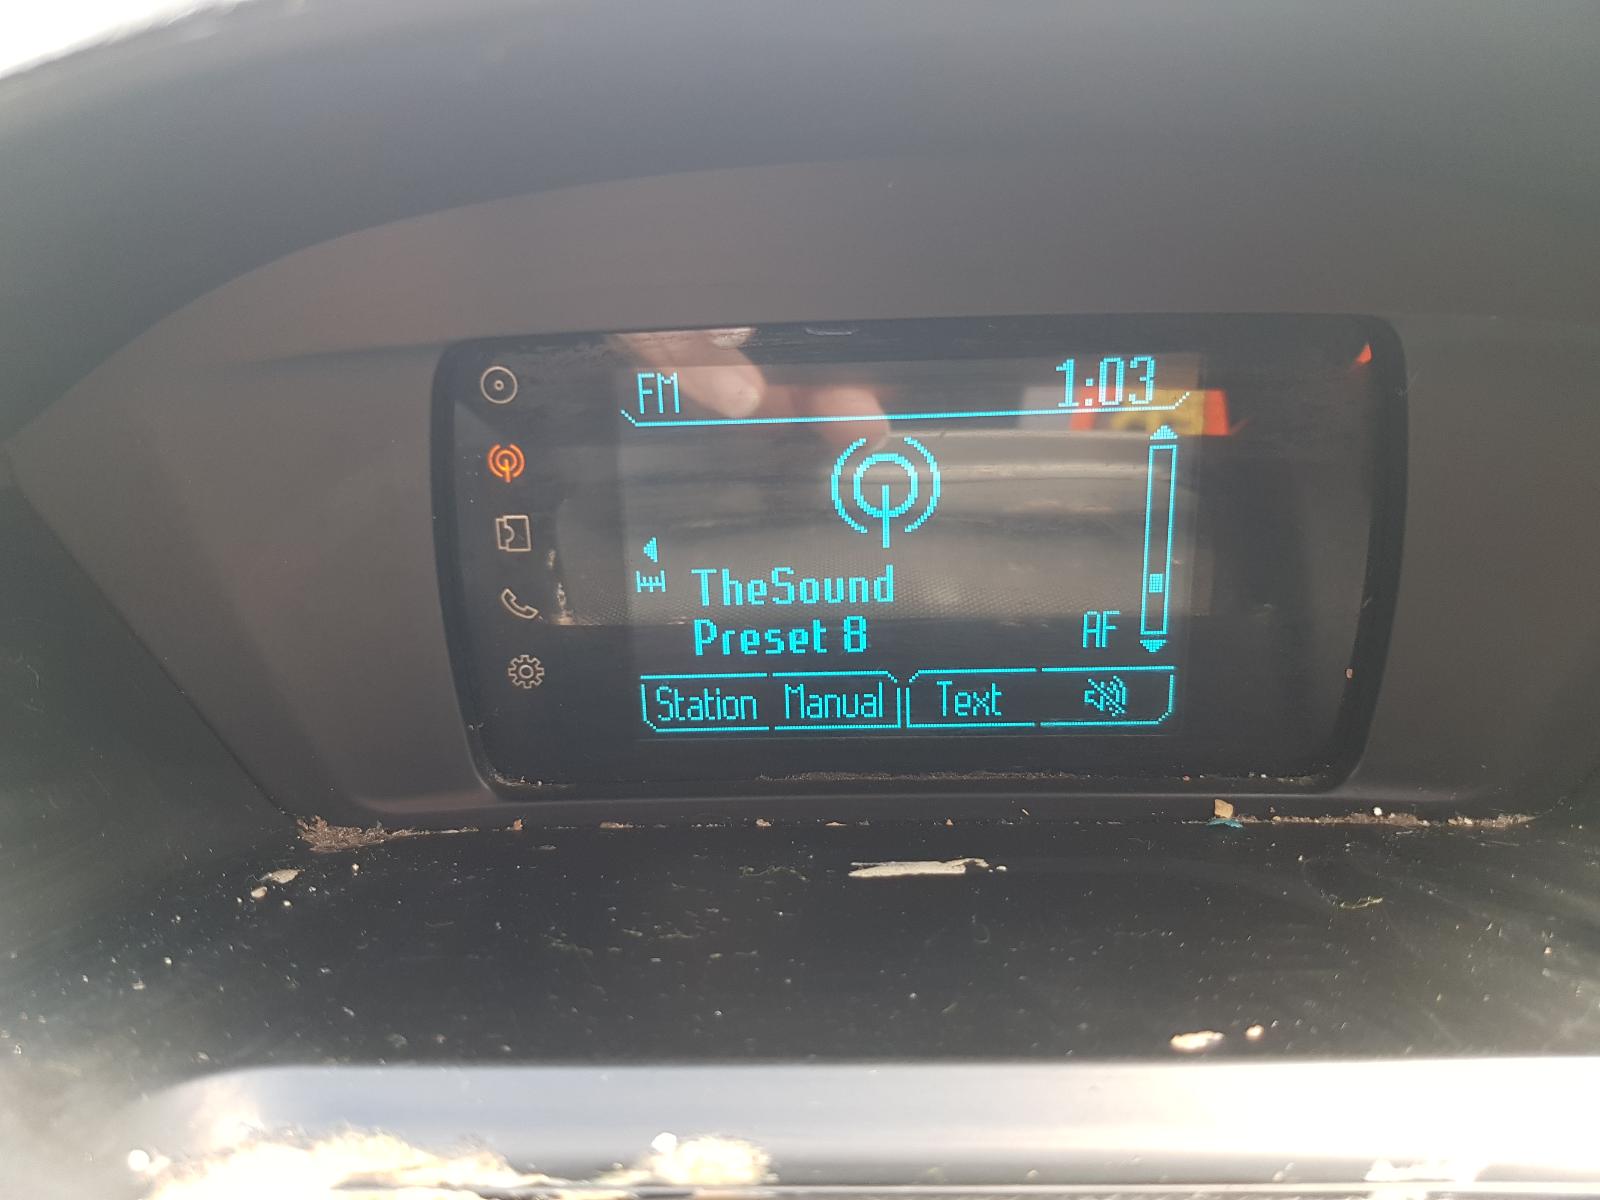 FM 1:03
TheSound
Preset 8 AF
Station Manual Text